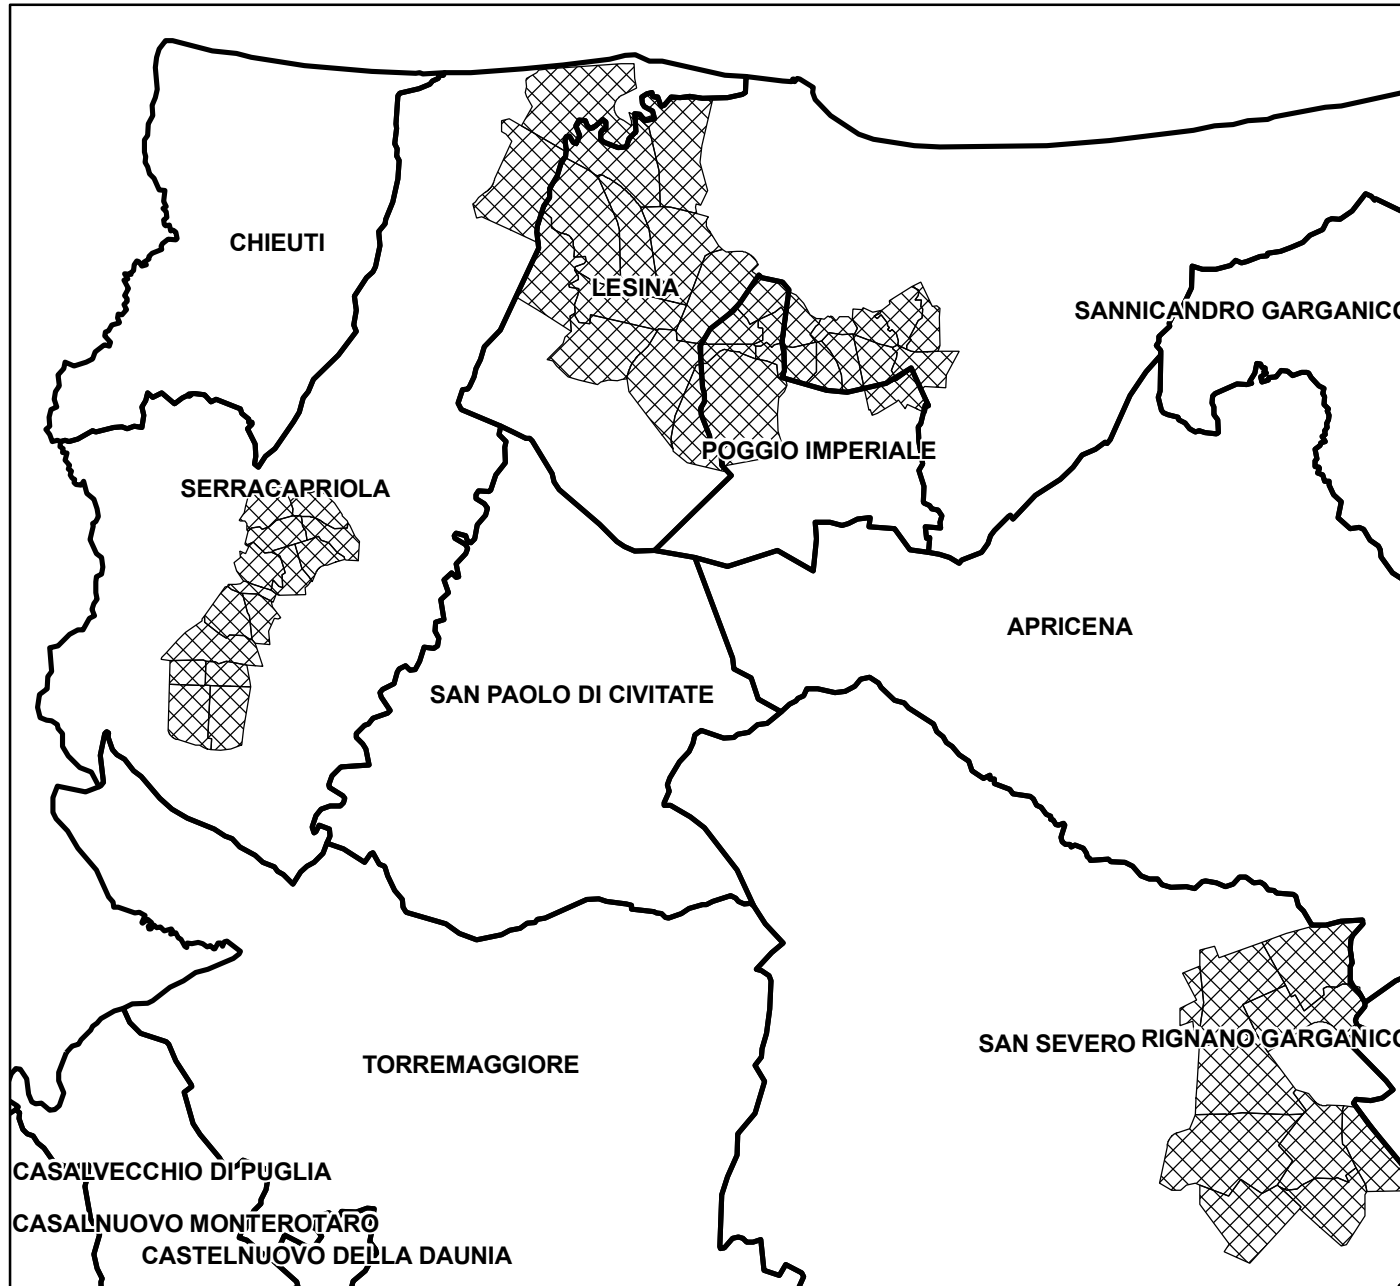 CHIEUTI
LESINA
SANNICANDRO GARGANICO
POGGIO IMPERIALE
SERRACAPRIOLA
APRICENA
SAN PAOLO DI CIVITATE
SAN SEVERO
RIGNANO GARGANICO
TORREMAGGIORE
CASALVECCHIO DI PUGLIA
CASALNUOVO MONTEROTARO
CASTELNUOVO DELLA DAUNIA